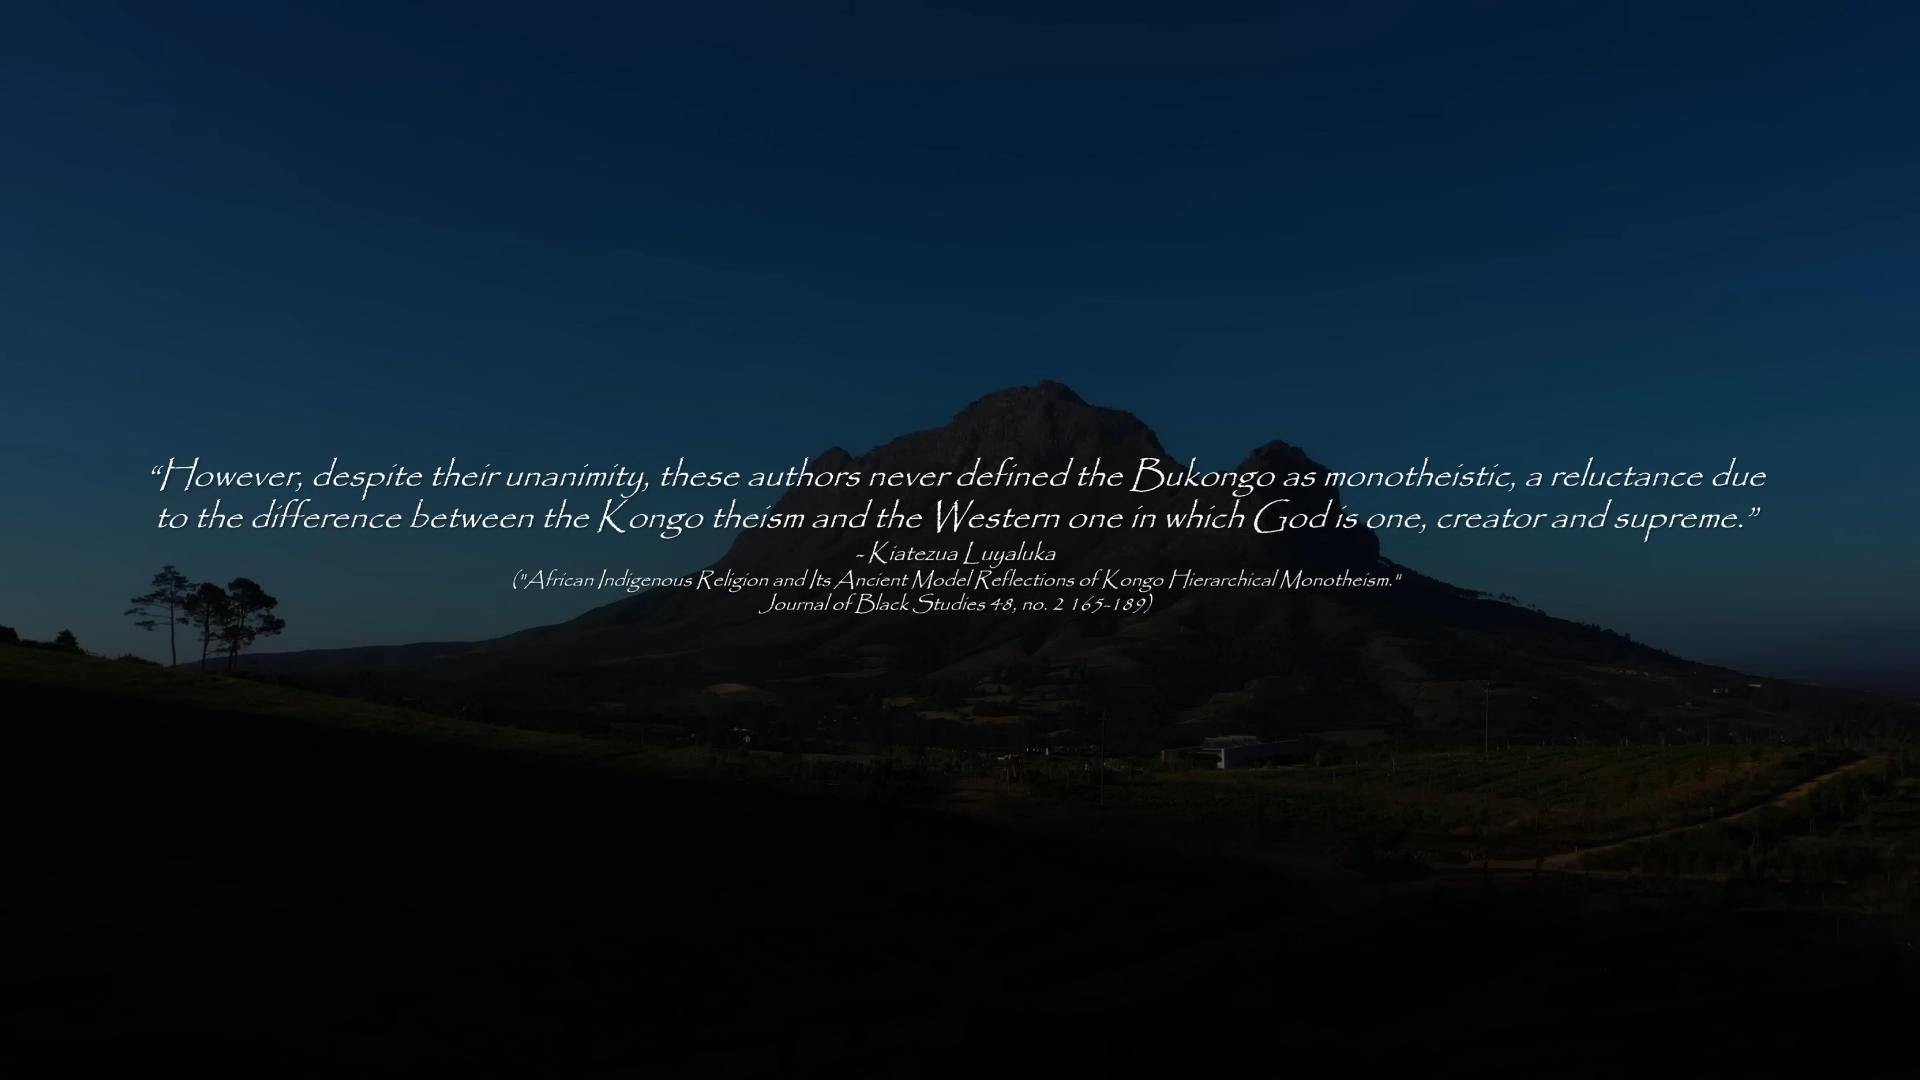 “However, despite their unanimity, these authors never defined the Bukongo as monotheistic, a reluctance due
to the difference between the Kongo theism and the Western one in which God is one, creator and supreme.”
- Kiatezua Luyaluka
("African Indigenous Religion and Its Ancient Model Reflections of Kongo Hierarchical Monotheism."
Journal of Black Studies 48, no. 2 165-189)